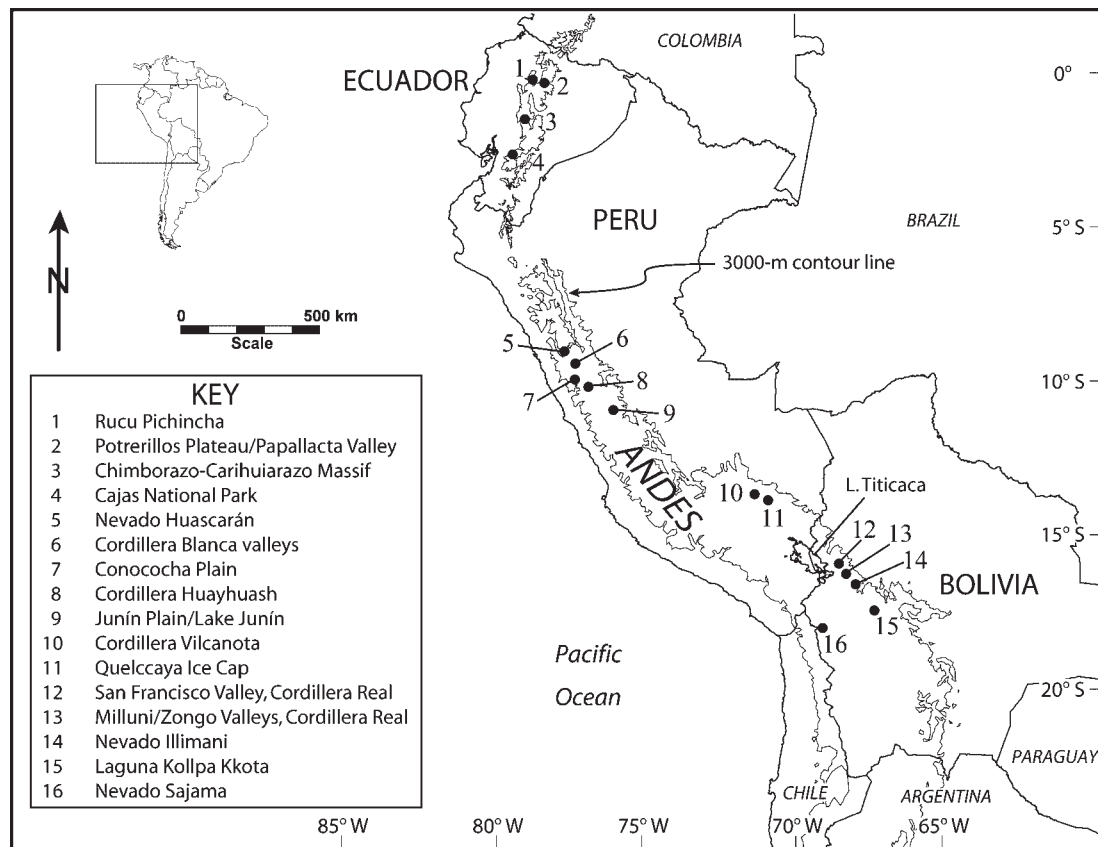 COLOMBIA
ECUADOR
1
2
3
4
0°
PERU
BRAZIL
5° S
3000-m contour line
N
0 500 km
Scale
5
6
7
8
9
10° S
ANDES
10
11
L. Titicaca
12
13
14
15
16
15° S
BOLIVIA
Pacific
Ocean
20° S
PARAGUAY
CHILE
ARGENTINA
85° W
80° W
75° W
70° W
65° W
KEY
1 Rucu Pichincha
2 Potrerillos Plateau/Papallacta Valley
3 Chimborazo-Carihuiarazo Massif
4 Cajas National Park
5 Nevado Huascarán
6 Cordillera Blanca valleys
7 Conococha Plain
8 Cordillera Huayhuash
9 Junín Plain/Lake Junín
10 Cordillera Vilcanota
11 Quelccaya Ice Cap
12 San Francisco Valley, Cordillera Real
13 Milluni/Zongo Valleys, Cordillera Real
14 Nevado Illimani
15 Laguna Kollpa Kkota
16 Nevado Sajama